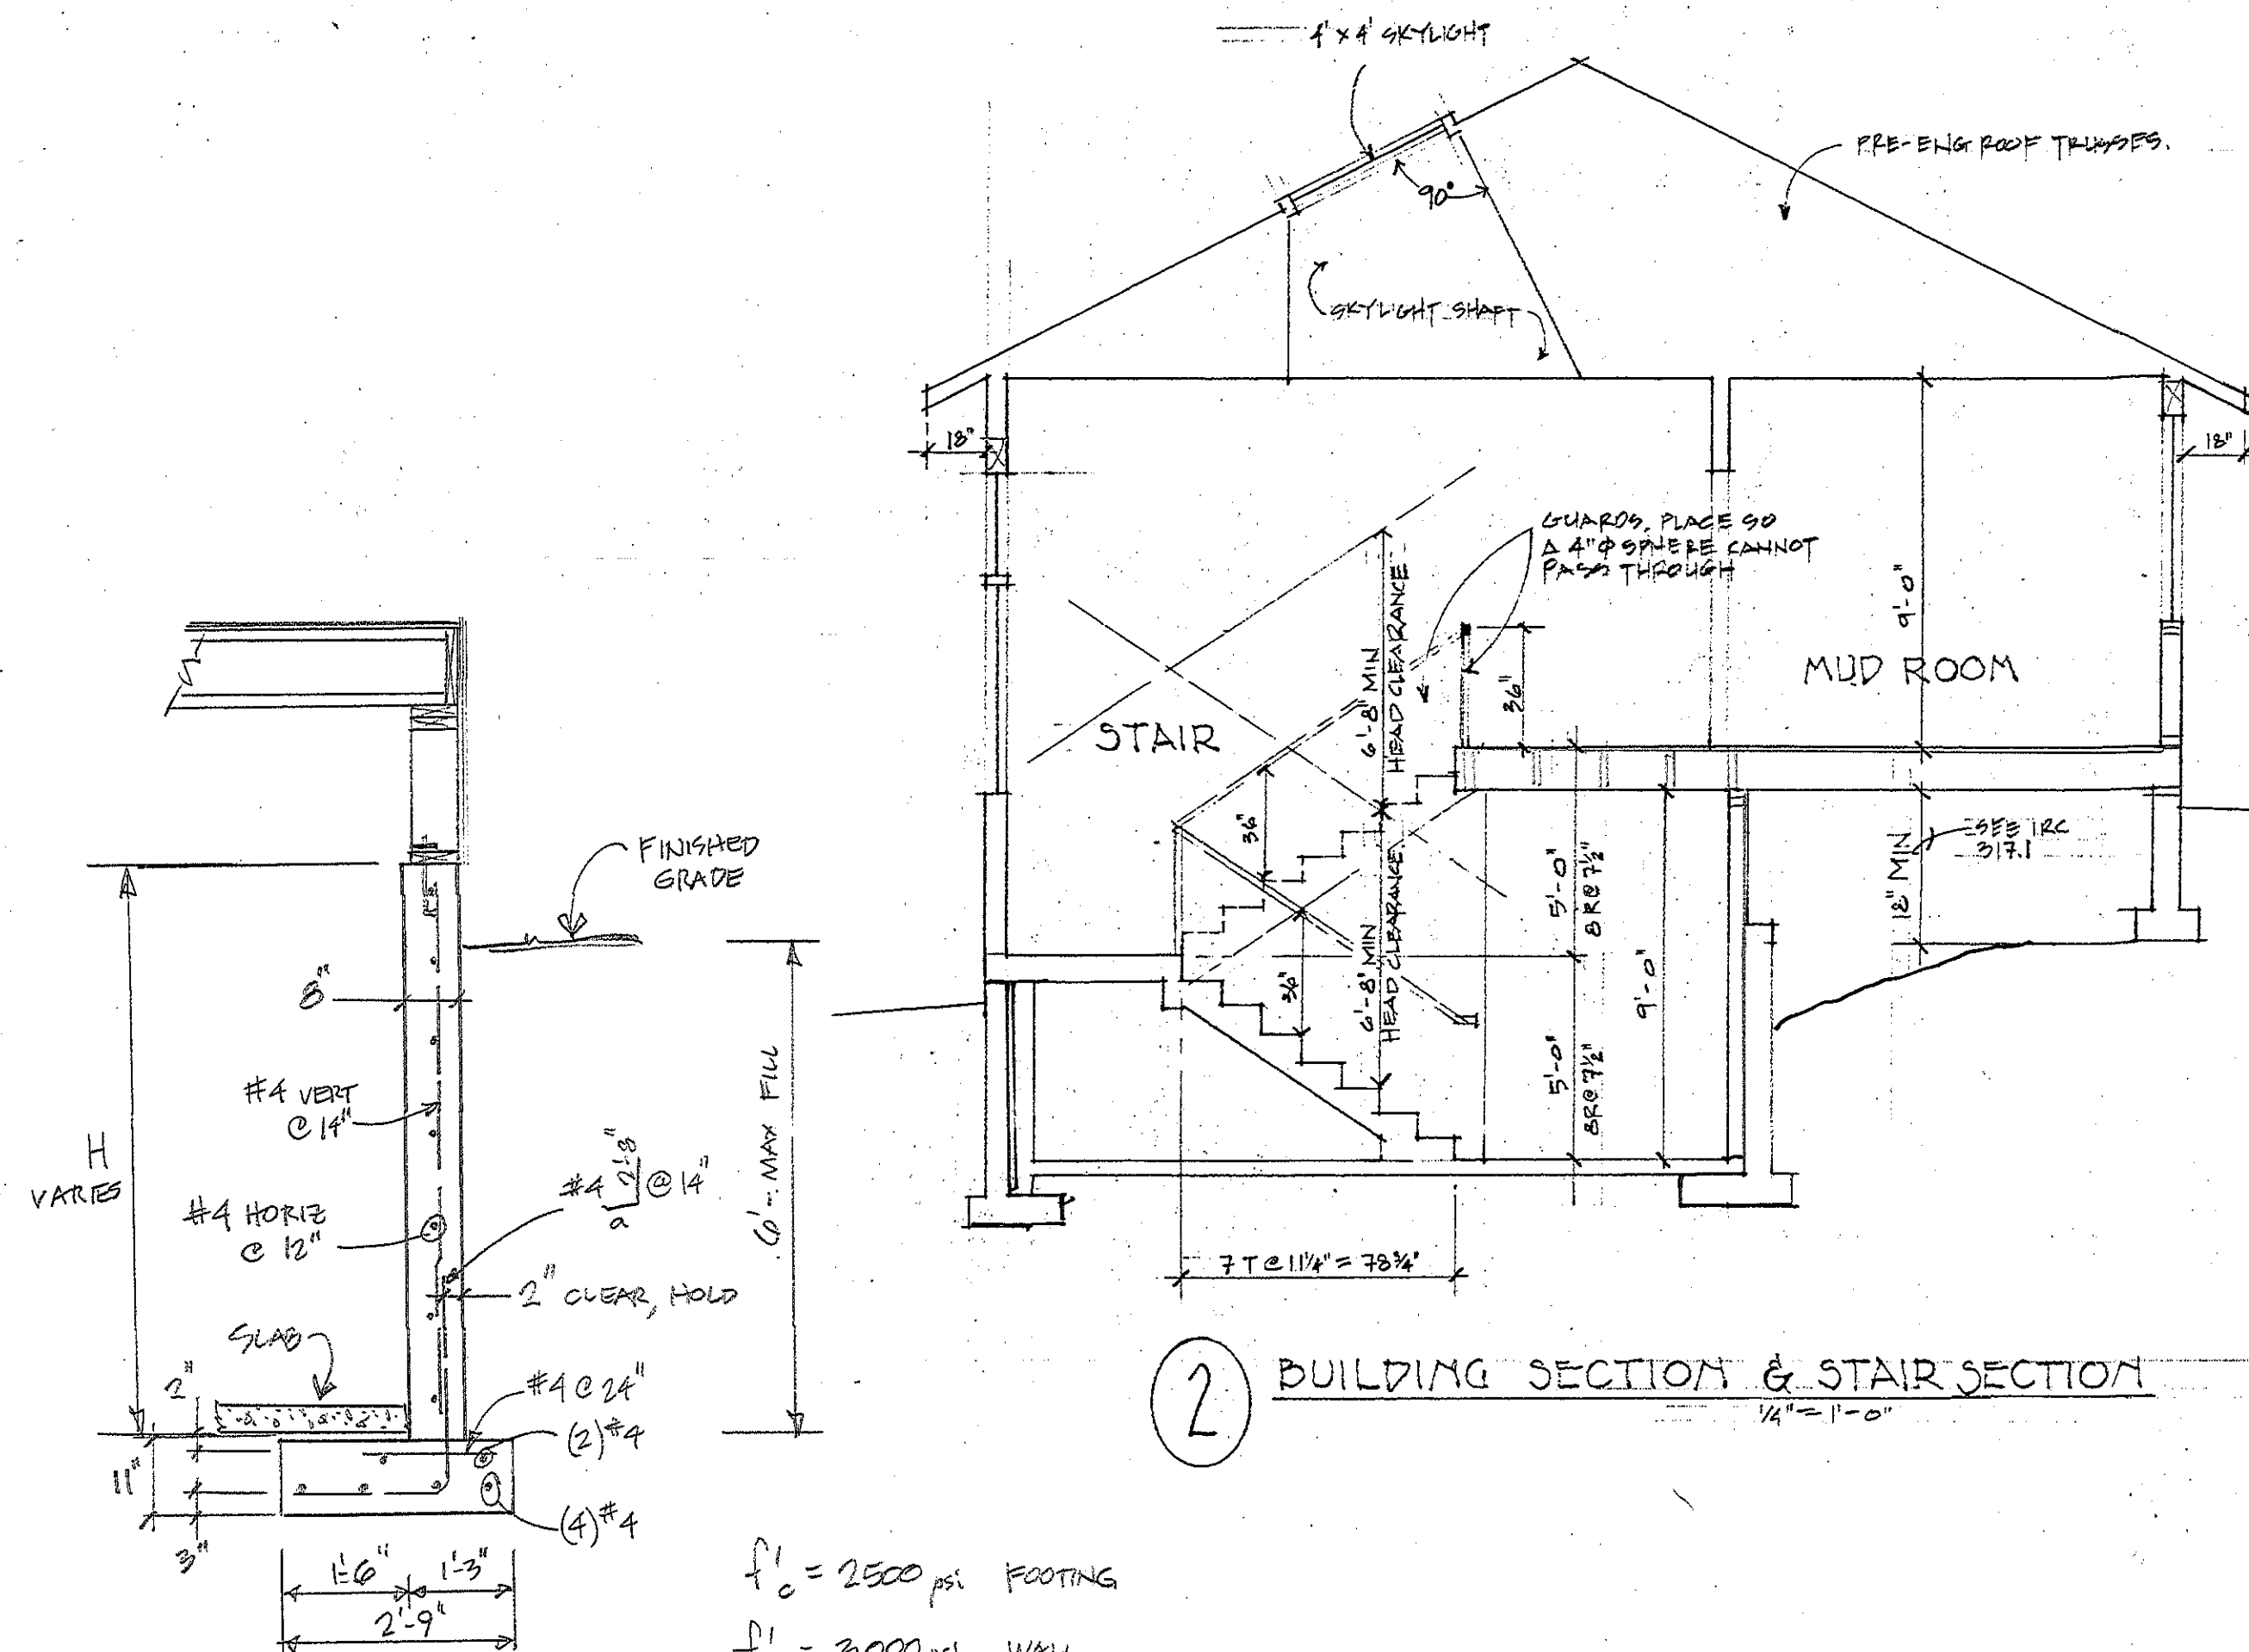 4' x 4' SKYLIGHT
PRE-ENG ROOF TRUSSES.
90°
SKYLIGHT SHAFT
18"
18"
GUARDS. PLACE SO
A 4" Φ SPHERE CANNOT
PASS THROUGH
6'-8" MIN
HEAD CLEARANCE
36"
9'-0"
MUD ROOM
STAIR
36"
SEE IRC
317.1
18" MIN
5'-0"
8R@7½"
9'-0"
36"
6'-8" MIN
HEAD CLEARANCE
5'-0"
8R@7½"
7 T @ 11¼" = 78¾"
2
BUILDING SECTION & STAIR SECTION
1/4" = 1'-0"
FINISHED
GRADE
8"
#4 VERT
@ 14"
H
VARIES
#4 HORIZ
@ 12"
#4 2'-8" @ 14"
a
6'- MAX FILL
2" CLEAR, HOLD
SLAB
2"
#4 @ 24"
(2) #4
11"
(4) #4
3"
1'-6"
1'-3"
2'-9"
f'c = 2500 psi FOOTING
f' = 3000 psi WALL